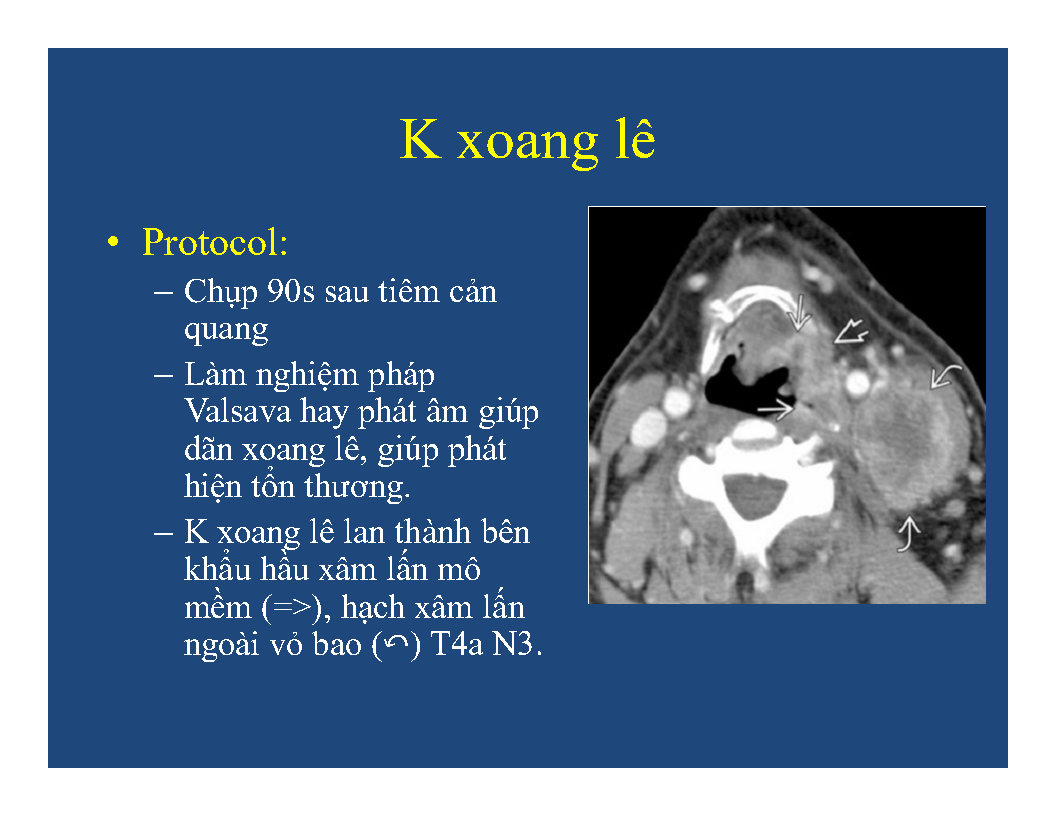 K xoang lê
• Protocol:
– Chụp 90s sau tiêm cản
quang
– Làm nghiệm pháp
Valsava hay phát âm giúp
dãn xoang lê, giúp phát
hiện tổn thương.
– K xoang lê lan thành bên
khẩu hầu xâm lấn mô
mềm (=>), hạch xâm lấn
ngoài vỏ bao (↶) T4a N3.